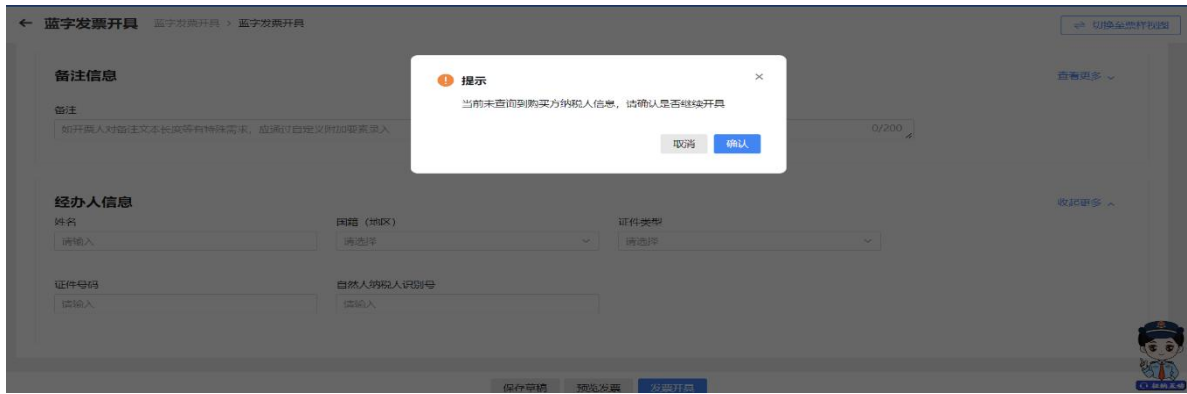 蓝字发票开具 蓝字发票开具 > 蓝字发票开具
切换至票样视图
备注信息
查看更多
提示
当前未查询到购买方纳税人信息，请确认是否继续开具
取消 确认
备注
如开票人对备注文本长度等有特殊需求，应通过自定义附加要素录入
0/200
经办人信息
收起更多
姓名 国籍（地区） 证件类型
请输入 请选择 请选择
证件号码 自然人纳税人识别号
请输入 请输入
保存草稿 预览发票 发票开具
征纳互动